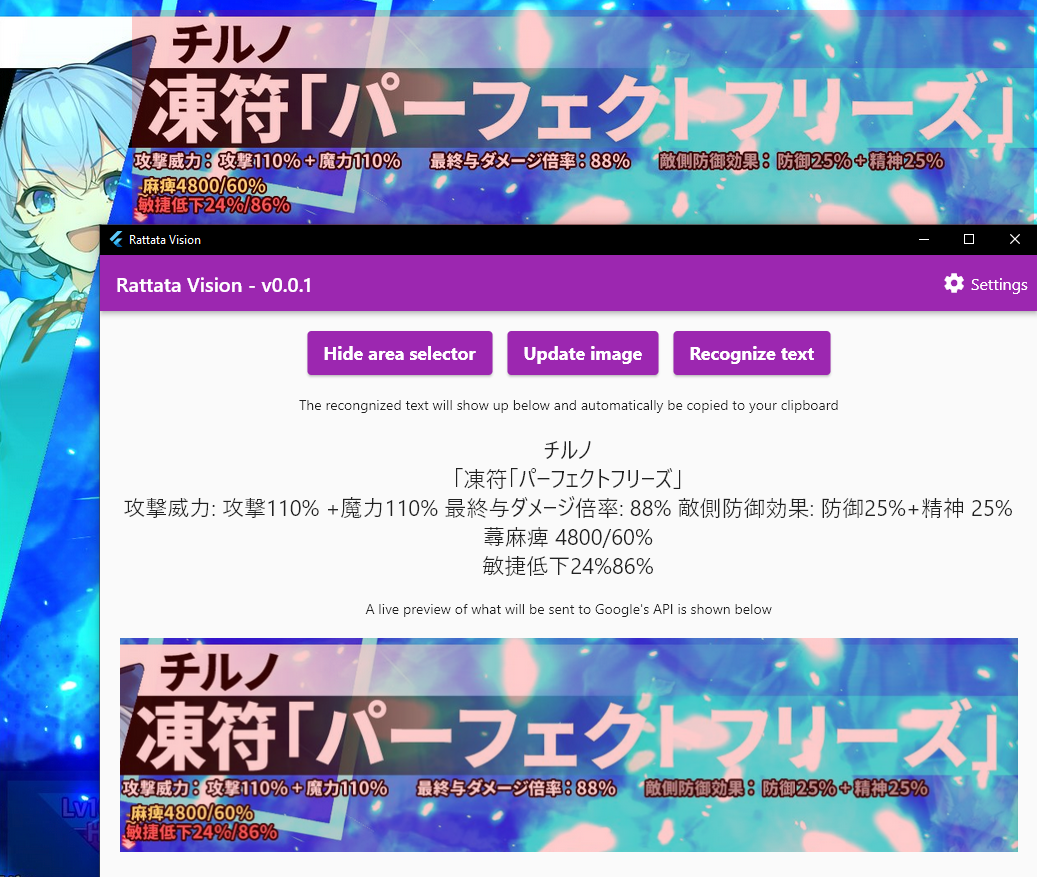 チルノ
凍符「パーフェクトフリーズ」
攻撃威力：攻撃110%＋魔力110% 最終与ダメージ倍率：88% 敵側防御効果：防御25%＋精神25%
麻痺4800/60%
敏捷低下24%/86%
Rattata Vision
Rattata Vision - v0.0.1
Settings
Hide area selector
Update image
Recognize text
The recongnized text will show up below and automatically be copied to your clipboard
チルノ
「凍符「パーフェクトフリーズ」
攻撃威力: 攻撃110% +魔力110% 最終与ダメージ倍率: 88% 敵側防御効果: 防御25%+精神 25%
蕁麻痺 4800/60%
敏捷低下24%86%
A live preview of what will be sent to Google's API is shown below
チルノ
凍符「パーフェクトフリーズ」
攻撃威力：攻撃110%＋魔力110% 最終与ダメージ倍率：88% 敵側防御効果：防御25%＋精神25%
麻痺4800/60%
敏捷低下24%/86%